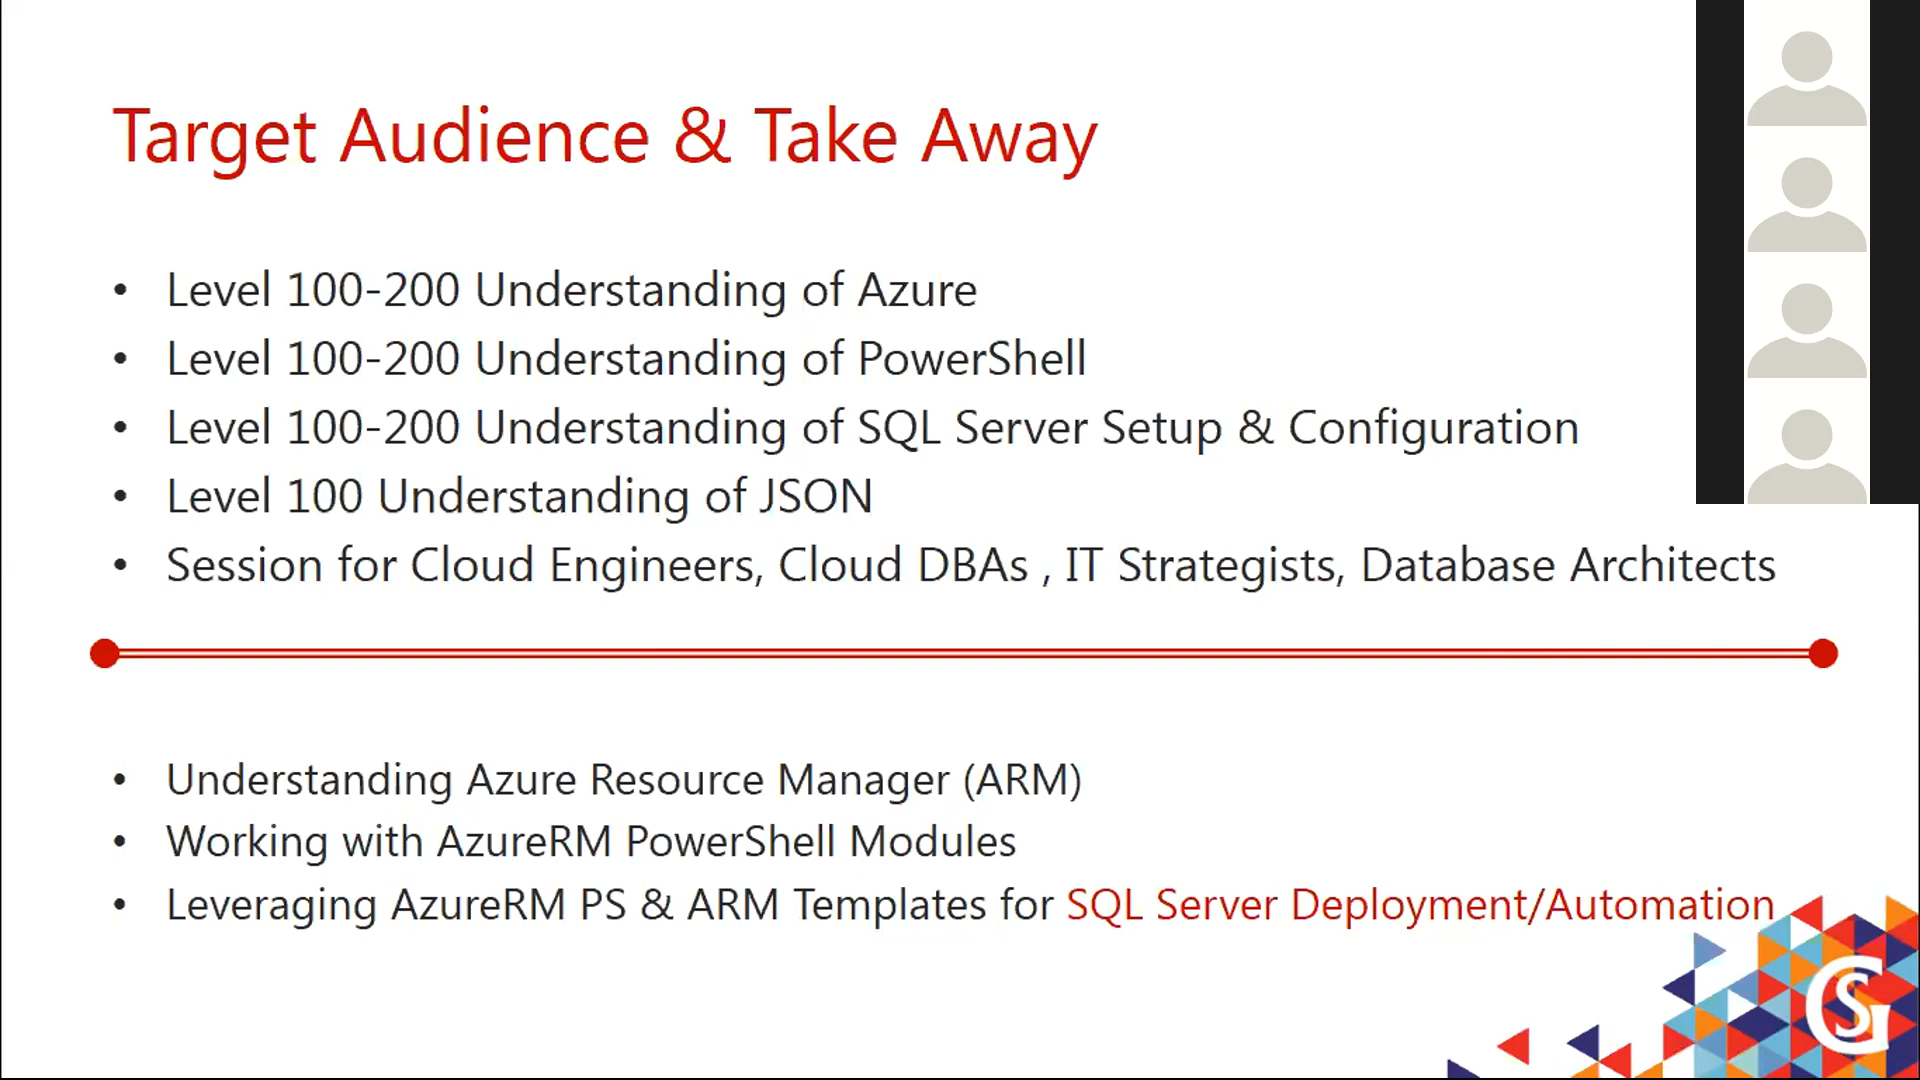 Target Audience & Take Away
• Level 100-200 Understanding of Azure
• Level 100-200 Understanding of PowerShell
• Level 100-200 Understanding of SQL Server Setup & Configuration
• Level 100 Understanding of JSON
• Session for Cloud Engineers, Cloud DBAs , IT Strategists, Database Architects
• Understanding Azure Resource Manager (ARM)
• Working with AzureRM PowerShell Modules
• Leveraging AzureRM PS & ARM Templates for SQL Server Deployment/Automation
GS